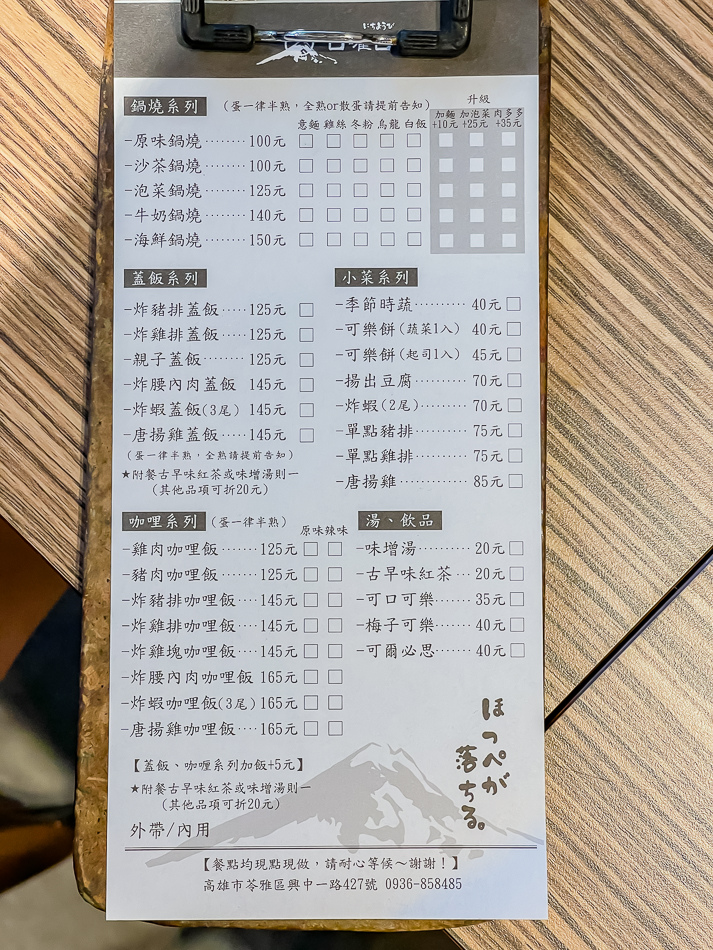 にちようび
鍋燒系列 (蛋一律半熟，全熟or散蛋請提前告知)
升級
意麵 雞絲 冬粉 烏龍 白飯 加麵+10元 加泡菜+25元 肉多多+35元
-原味鍋燒········100元
-沙茶鍋燒········100元
-泡菜鍋燒········125元
-牛奶鍋燒········140元
-海鮮鍋燒········150元
蓋飯系列
-炸豬排蓋飯·····125元
-炸雞排蓋飯·····125元
-親子蓋飯········125元
-炸腰內肉蓋飯 145元
-炸蝦蓋飯(3尾) 145元
-唐揚雞蓋飯·····145元
(蛋一律半熟，全熟請提前告知)
★附餐古早味紅茶或味增湯則一
(其他品項可折20元)
小菜系列
-季節時蔬·········40元
-可樂餅(蔬菜1入) 40元
-可樂餅(起司1入) 45元
-揚出豆腐·········70元
-炸蝦(2尾)·········70元
-單點豬排·········75元
-單點雞排·········75元
-唐揚雞···········85元
咖哩系列 (蛋一律半熟)
原味 辣味
-雞肉咖哩飯·······125元
-豬肉咖哩飯·······125元
-炸豬排咖哩飯····145元
-炸雞排咖哩飯····145元
-炸雞塊咖哩飯····145元
-炸腰內肉咖哩飯 165元
-炸蝦咖哩飯(3尾) 165元
-唐揚雞咖哩飯····165元
湯、飲品
-味增湯··········20元
-古早味紅茶···20元
-可口可樂·······35元
-梅子可樂·······40元
-可爾必思·······40元
【蓋飯、咖哩系列加飯+5元】
★附餐古早味紅茶或味增湯則一
(其他品項可折20元)
外帶/內用
ほっぺが
落ちる。
【餐點均現點現做，請耐心等候～謝謝！】
高雄市苓雅區興中一路427號 0936-858485